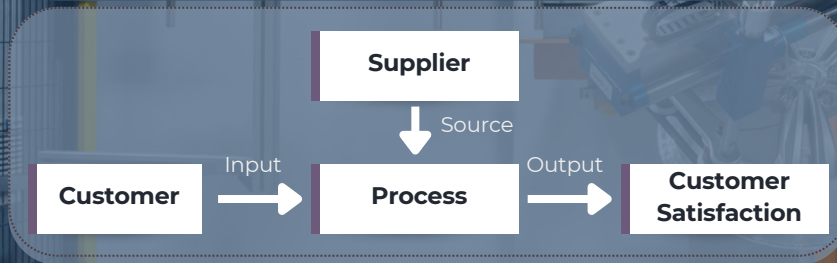 Supplier
Source
Input
Output
Customer
Process
Customer
Satisfaction